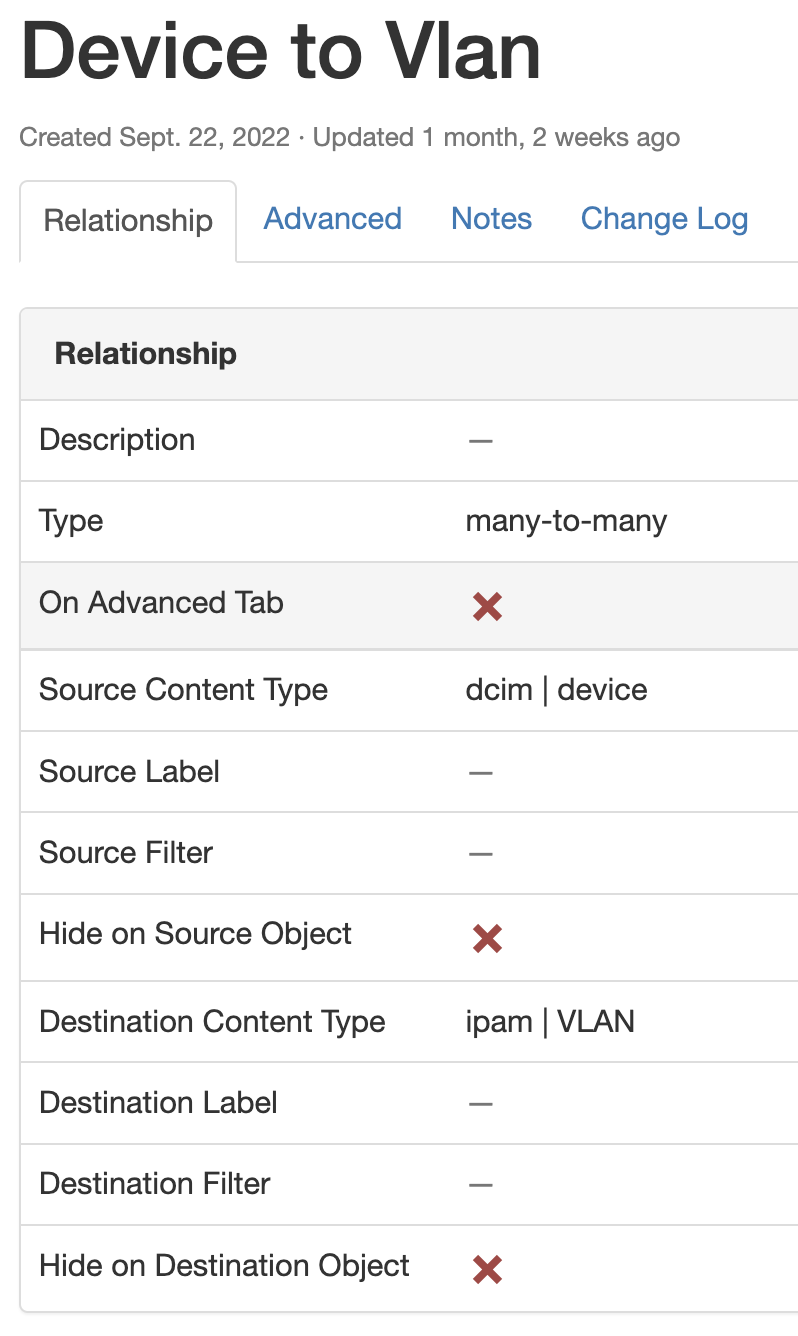 Device to Vlan
Created Sept. 22, 2022 · Updated 1 month, 2 weeks ago
Relationship Advanced Notes Change Log
Relationship
Description —
Type many-to-many
On Advanced Tab
Source Content Type dcim | device
Source Label —
Source Filter —
Hide on Source Object
Destination Content Type ipam | VLAN
Destination Label —
Destination Filter —
Hide on Destination Object